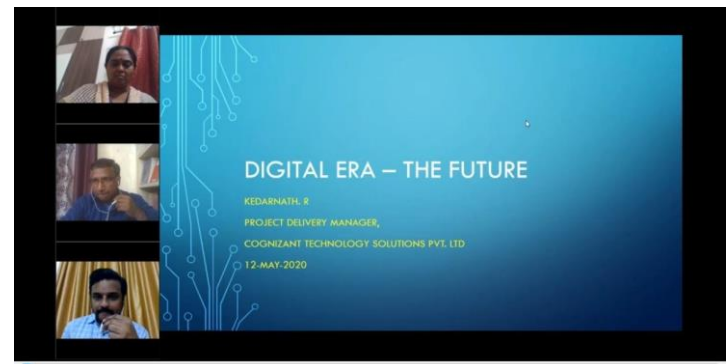 DIGITAL ERA – THE FUTURE
KEDARNATH. R
PROJECT DELIVERY MANAGER,
COGNIZANT TECHNOLOGY SOLUTIONS PVT. LTD
12-MAY-2020